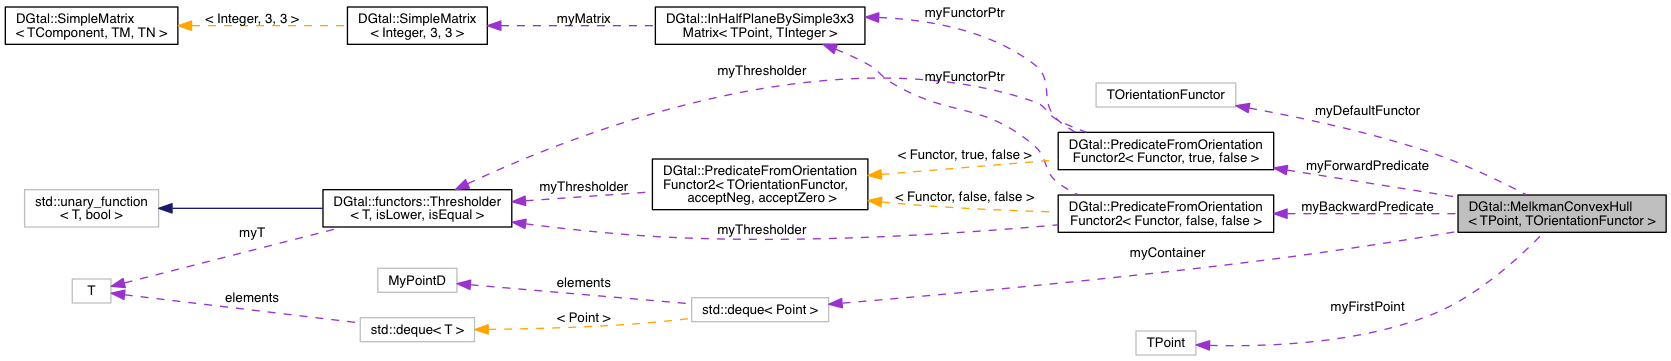 DGtal::SimpleMatrix
< TComponent, TM, TN >
< Integer, 3, 3 >
DGtal::SimpleMatrix
< Integer, 3, 3 >
myMatrix
DGtal::InHalfPlaneBySimple3x3
Matrix< TPoint, TInteger >
myFunctorPtr
myThresholder
myFunctorPtr
TOrientationFunctor
myDefaultFunctor
DGtal::PredicateFromOrientation
Functor2< Functor, true, false >
< Functor, true, false >
myForwardPredicate
DGtal::PredicateFromOrientation
Functor2< TOrientationFunctor,
acceptNeg, acceptZero >
myThresholder
std::unary_function
< T, bool >
DGtal::functors::Thresholder
< T, isLower, isEqual >
< Functor, false, false >
DGtal::PredicateFromOrientation
Functor2< Functor, false, false >
myBackwardPredicate
DGtal::MelkmanConvexHull
< TPoint, TOrientationFunctor >
myT
myThresholder
myContainer
T
MyPointD
elements
elements
std::deque< Point >
< Point >
std::deque< T >
myFirstPoint
TPoint